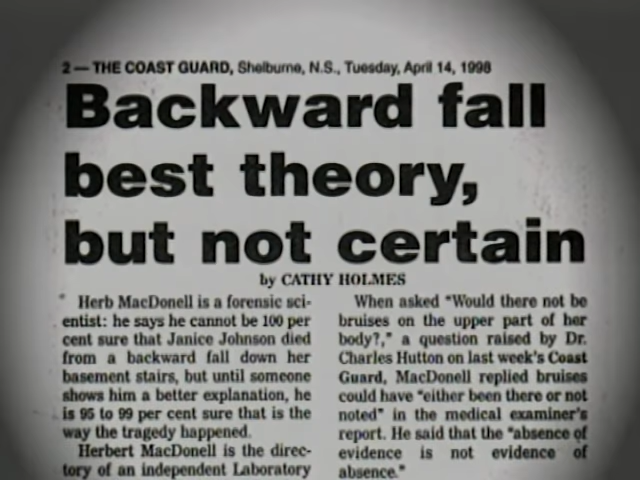 2 — THE COAST GUARD, Shelburne, N.S., Tuesday, April 14, 1998
Backward fall
best theory,
but not certain
by CATHY HOLMES
Herb MacDonell is a forensic sci-
entist: he says he cannot be 100 per
cent sure that Janice Johnson died
from a backward fall down her
basement stairs, but until someone
shows him a better explanation, he
is 95 to 99 per cent sure that is the
way the tragedy happened.
Herbert MacDonell is the direc-
tory of an independent Laboratory
When asked "Would there not be
bruises on the upper part of her
body?," a question raised by Dr.
Charles Hutton on last week's Coast
Guard, MacDonell replied bruises
could have "either been there or not
noted" in the medical examiner's
report. He said that the "absence of
evidence is not evidence of
absence."